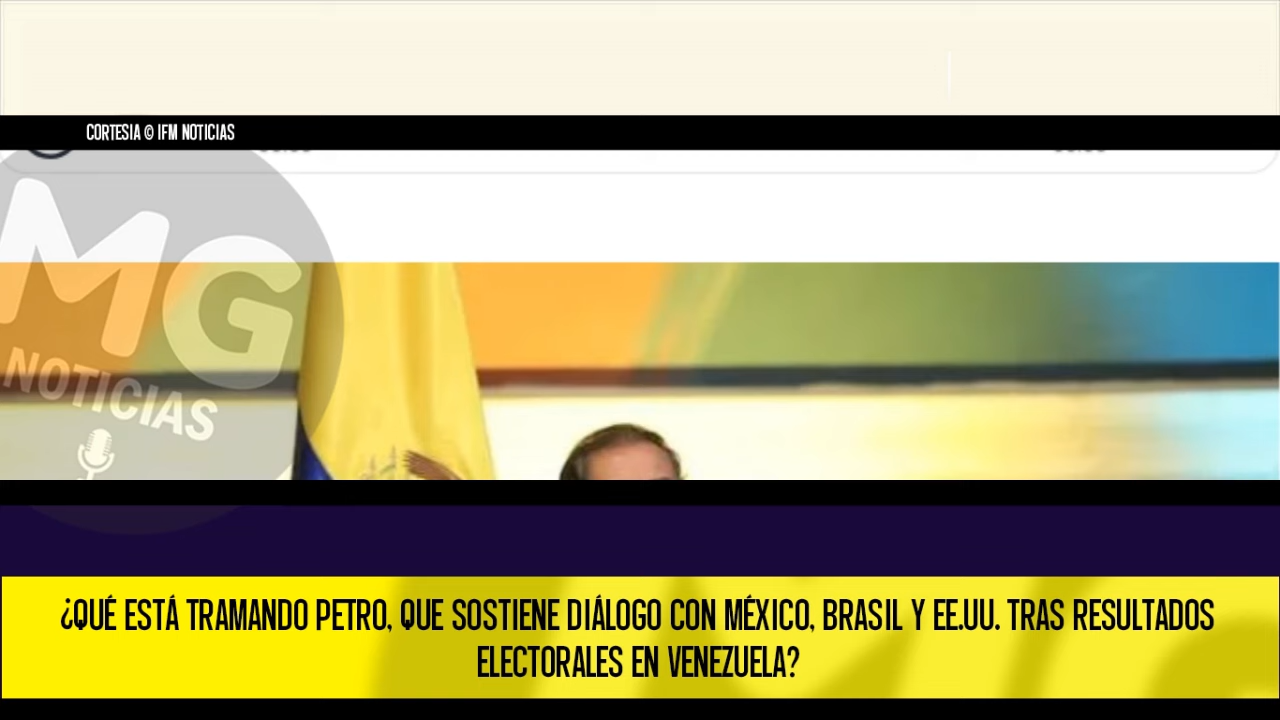 CORTESIA © IFM NOTICIAS
MG
NOTICIAS
¿QUÉ ESTÁ TRAMANDO PETRO, QUE SOSTIENE DIÁLOGO CON MÉXICO, BRASIL Y EE.UU. TRAS RESULTADOS
ELECTORALES EN VENEZUELA?